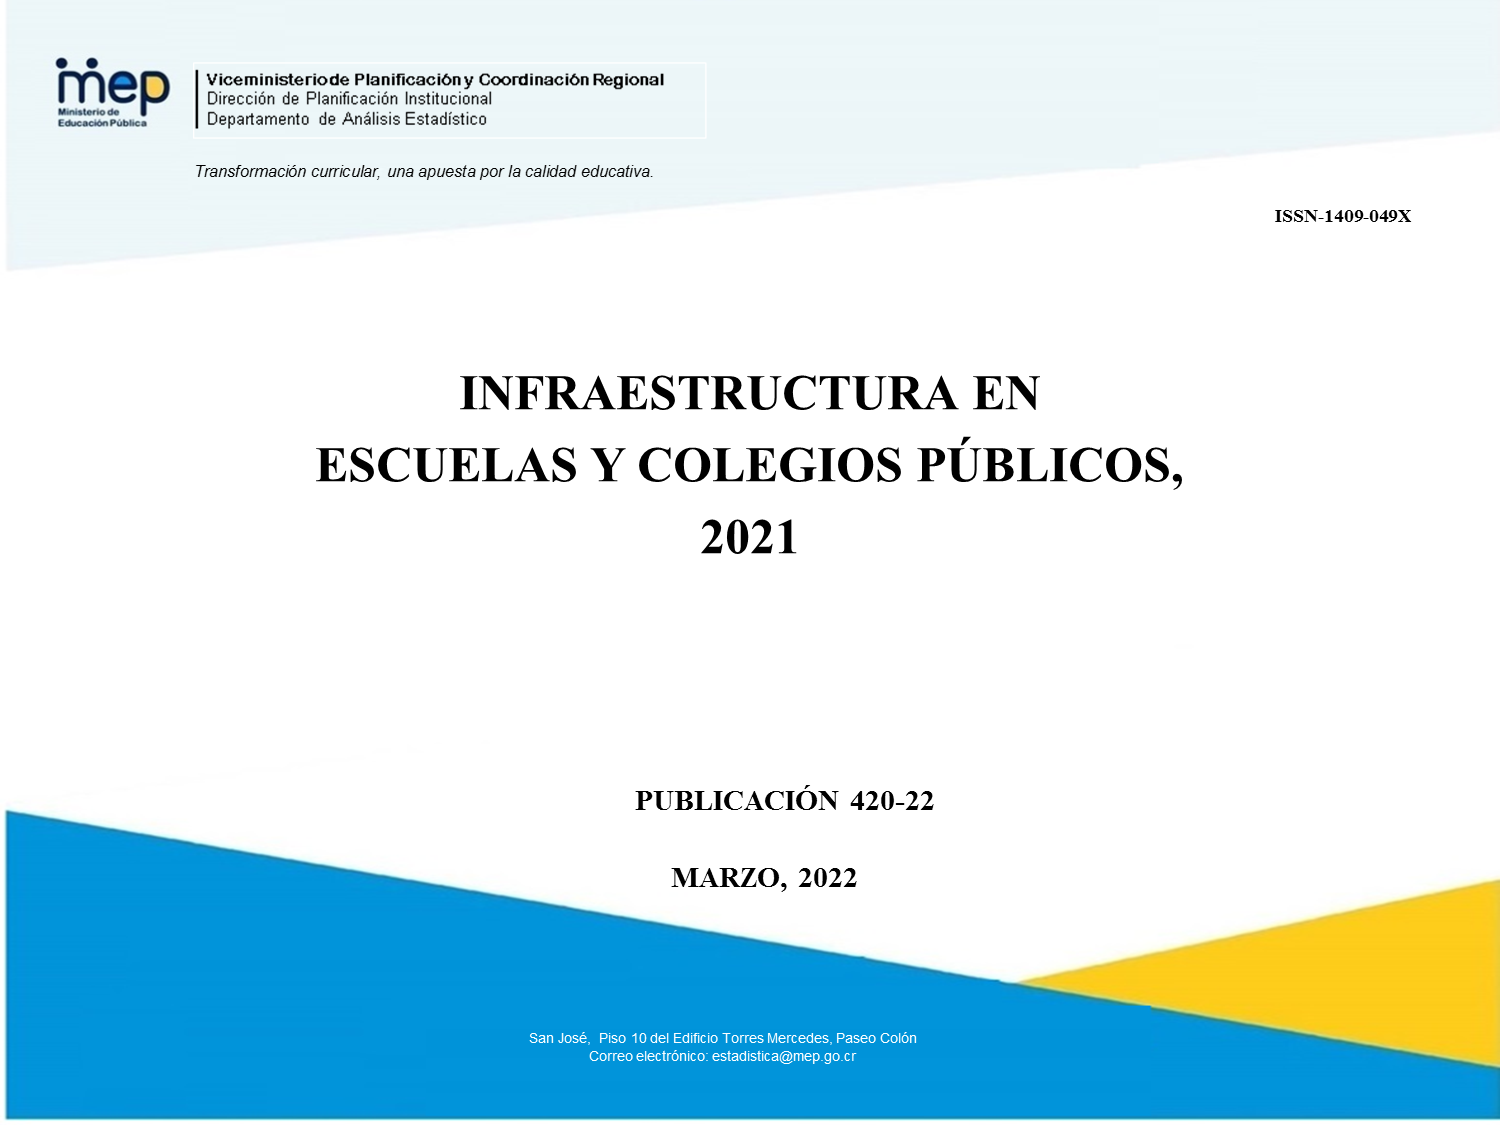 mep
Ministerio de
Educación Pública
Viceministerio de Planificación y Coordinación Regional
Dirección de Planificación Institucional
Departamento de Análisis Estadístico
Transformación curricular, una apuesta por la calidad educativa.
ISSN-1409-049X
INFRAESTRUCTURA EN
ESCUELAS Y COLEGIOS PÚBLICOS,
2021
PUBLICACIÓN 420-22
MARZO, 2022
San José, Piso 10 del Edificio Torres Mercedes, Paseo Colón
Correo electrónico: estadistica@mep.go.cr